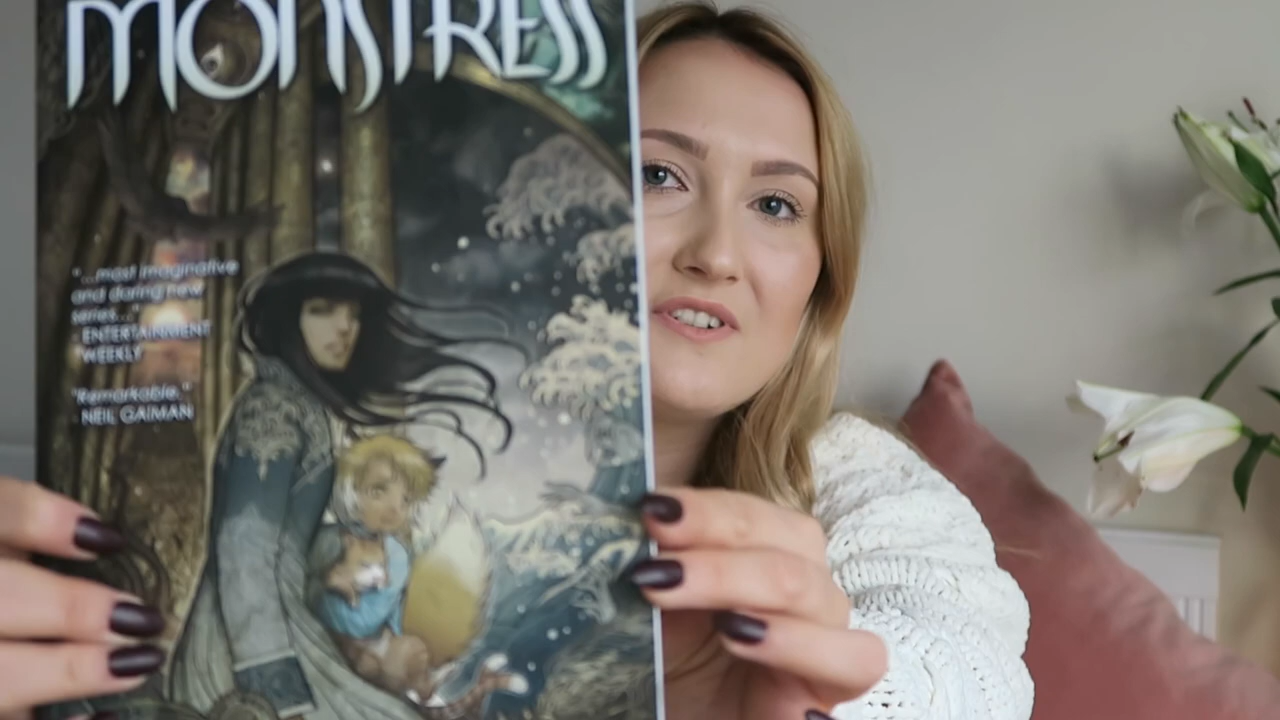 MONSTRESS
"...most imaginative
and daring new
series..."
- ENTERTAINMENT
WEEKLY
"Remarkable."
- NEIL GAIMAN